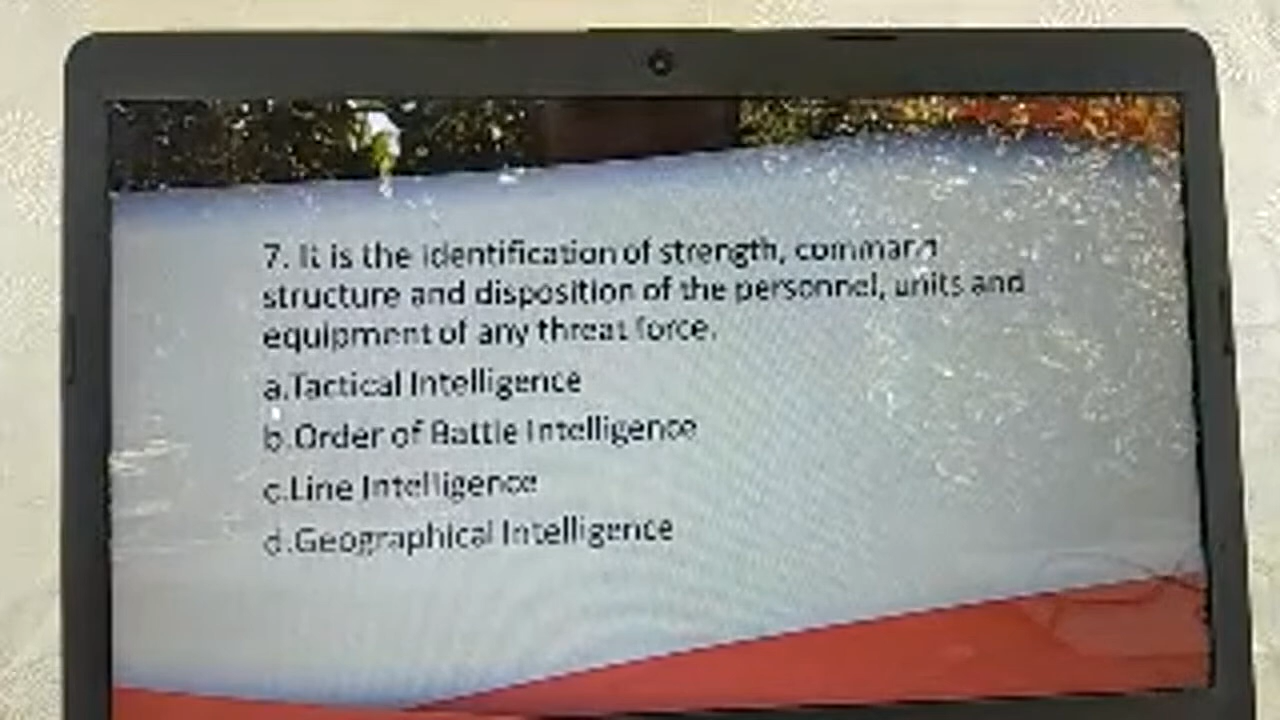 7. It is the identification of strength, command
structure and disposition of the personnel, units and
equipment of any threat force.
a.Tactical Intelligence
b.Order of Battle Intelligence
c.Line Intelligence
d.Geographical Intelligence